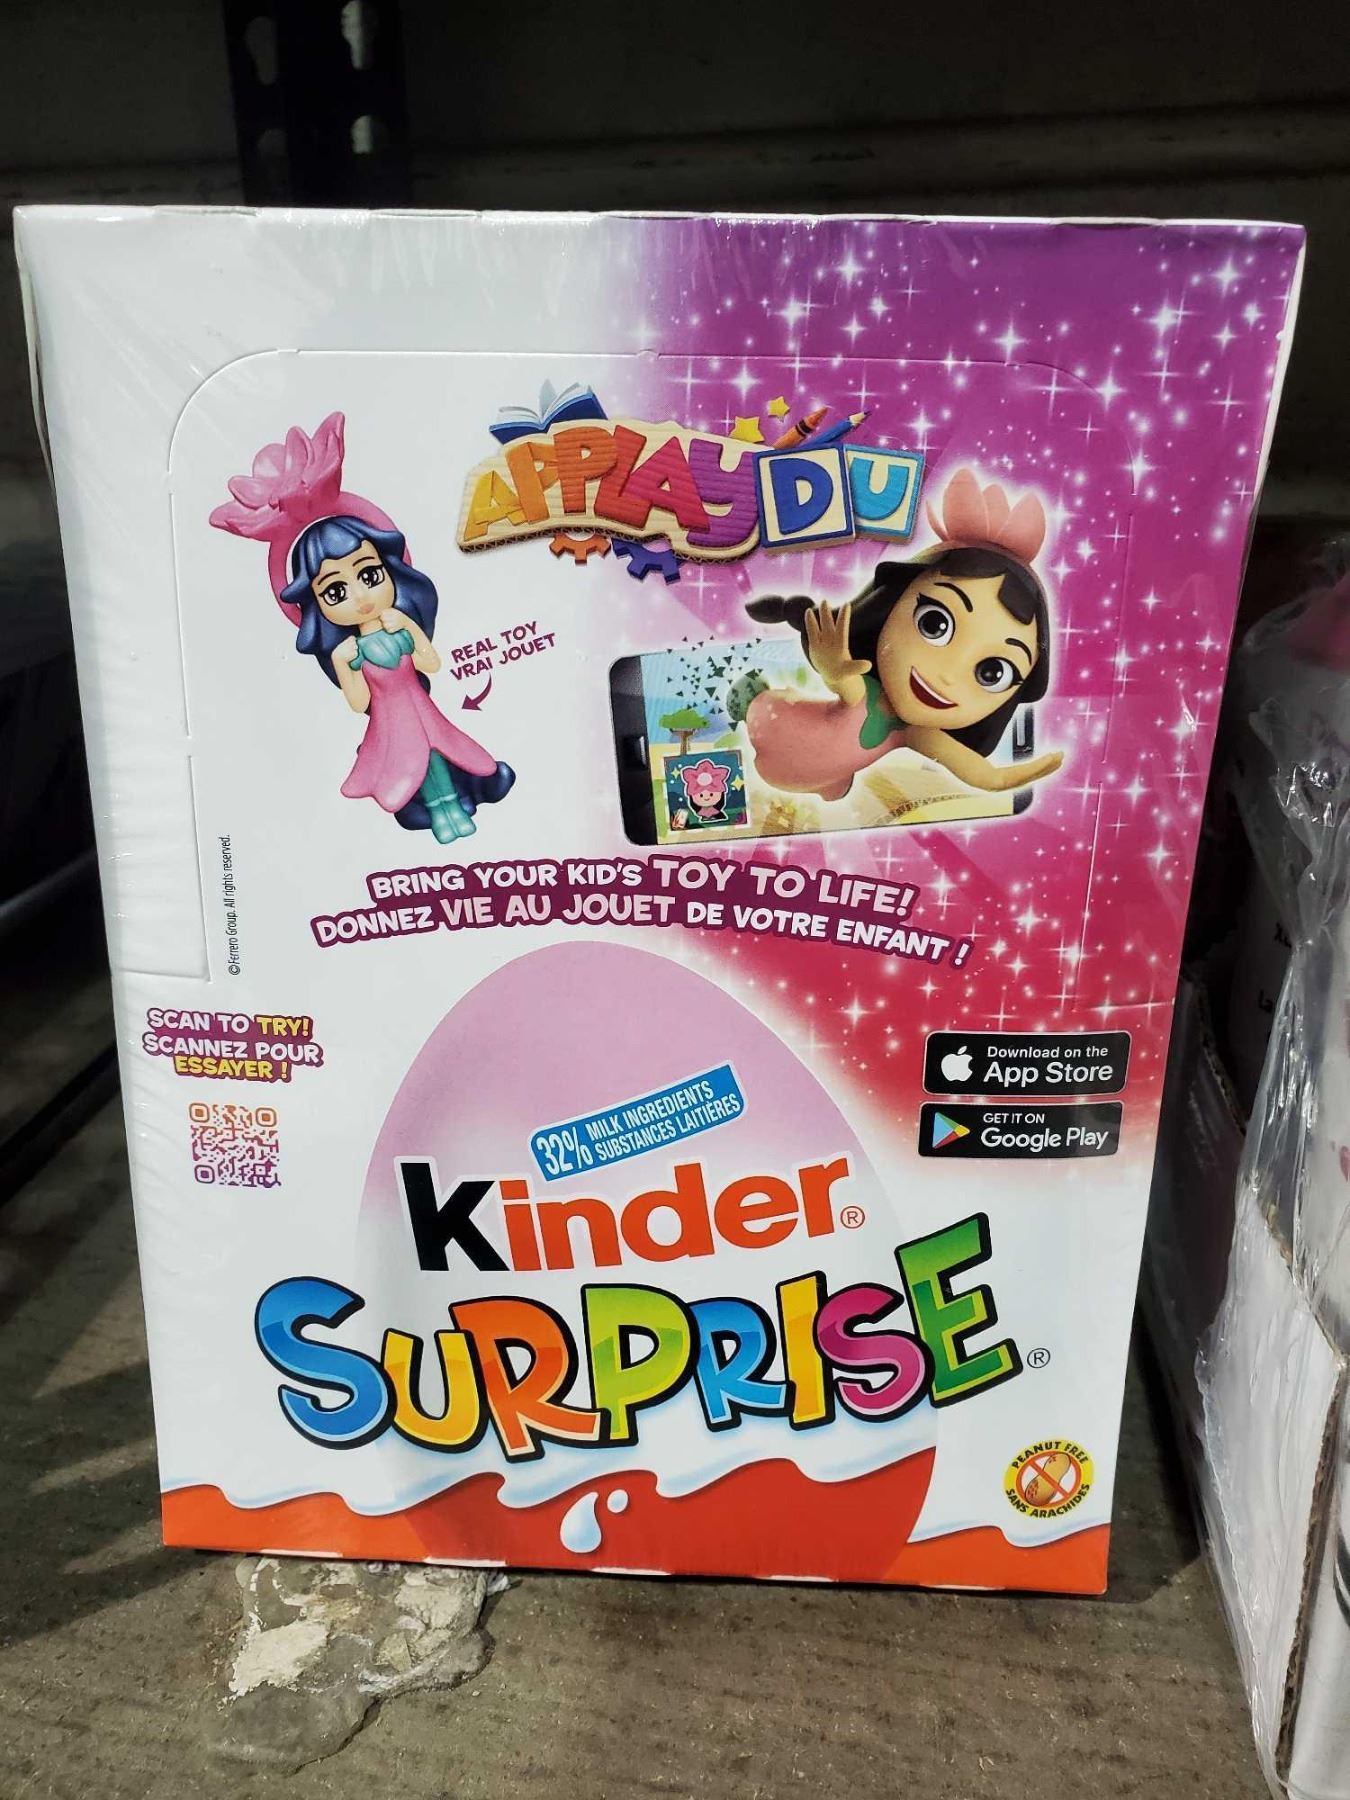 APPLAYDU
REAL TOY
VRAI JOUET
BRING YOUR KID'S TOY TO LIFE!
DONNEZ VIE AU JOUET DE VOTRE ENFANT !
©Ferrero Group. All rights reserved.
SCAN TO TRY!
SCANNEZ POUR
ESSAYER !
Download on the
App Store
GET IT ON
Google Play
32% MILK INGREDIENTS
SUBSTANCES LAITIÈRES
kinder®
SURPRISE®
PEANUT FREE
SANS ARACHIDES